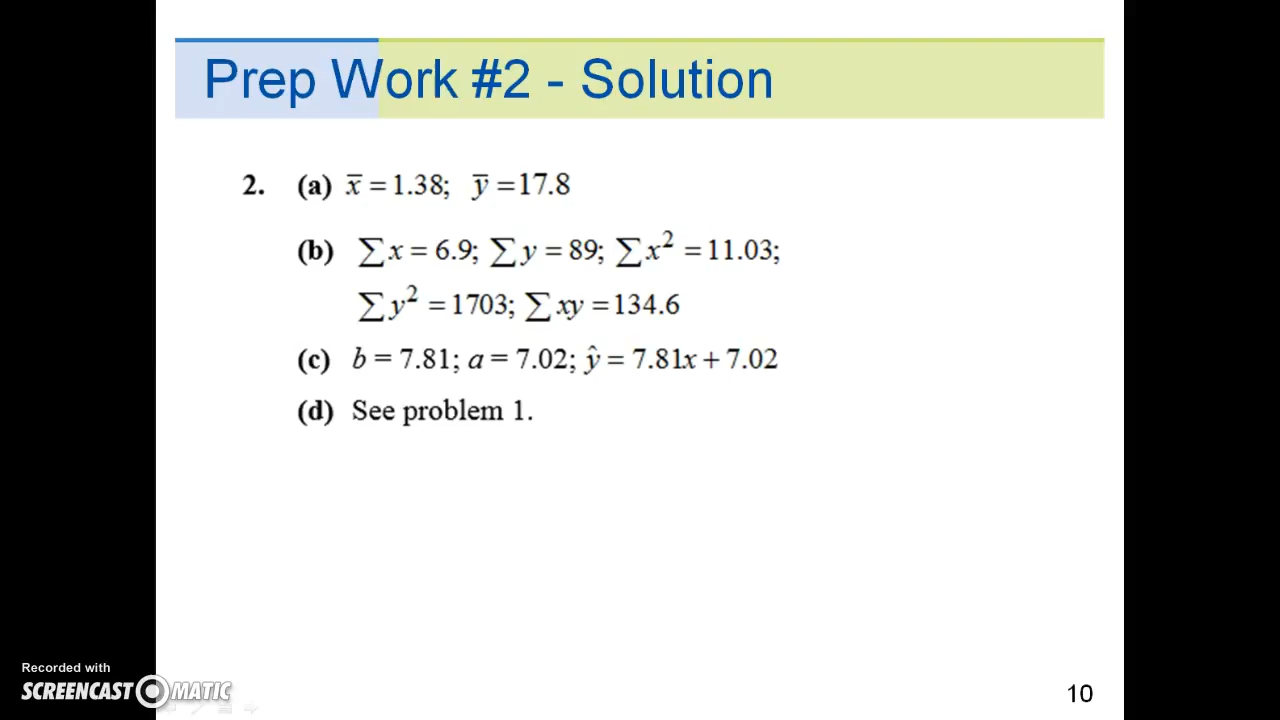 Prep Work #2 - Solution
2. (a) x̅ = 1.38; y̅ = 17.8
(b) ∑x = 6.9; ∑y = 89; ∑x² = 11.03;
∑y² = 1703; ∑xy = 134.6
(c) b = 7.81; a = 7.02; ŷ = 7.81x + 7.02
(d) See problem 1.
Recorded with
SCREENCAST O MATIC
10